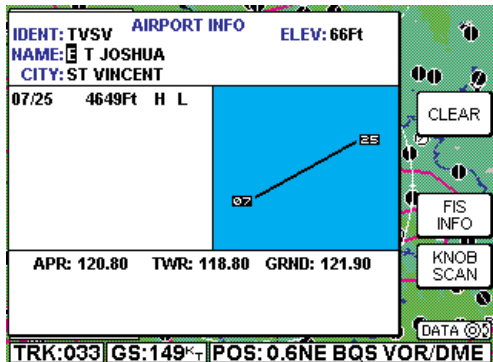 AIRPORT INFO
IDENT: TVSV ELEV: 66Ft
NAME: E T JOSHUA
CITY: ST VINCENT
07/25 4649Ft H L
25
07
CLEAR
FIS
INFO
KNOB
SCAN
APR: 120.80 TWR: 118.80 GRND: 121.90
DATA
TRK:033 GS:149KT POS: 0.6NE BQS VOR/DME